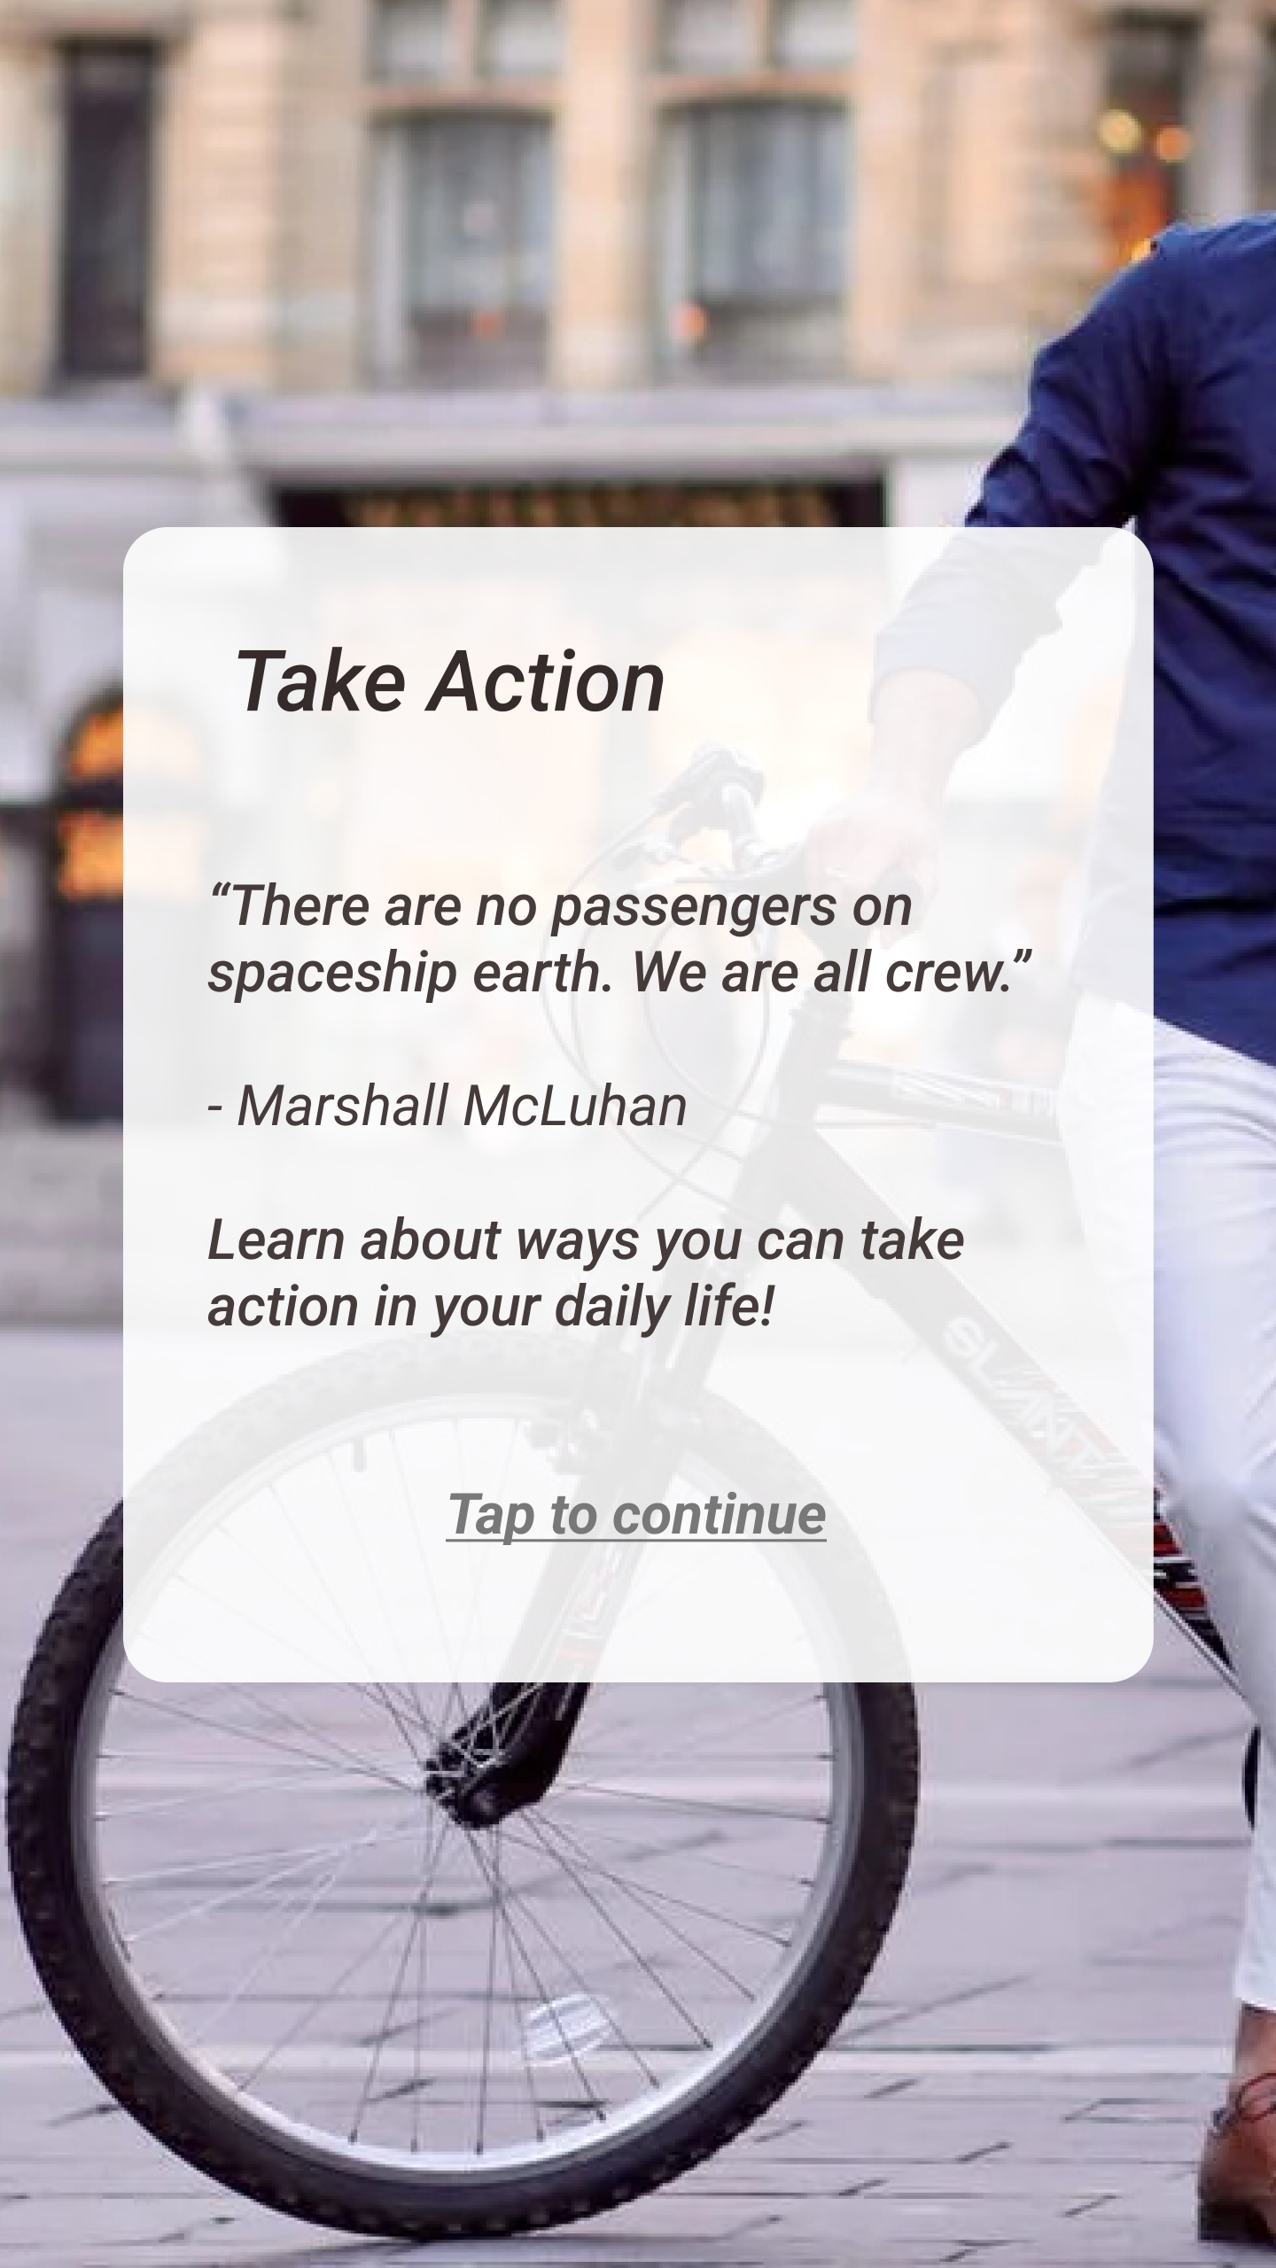 Take Action
“There are no passengers on
spaceship earth. We are all crew.”
- Marshall McLuhan
Learn about ways you can take
action in your daily life!
Tap to continue